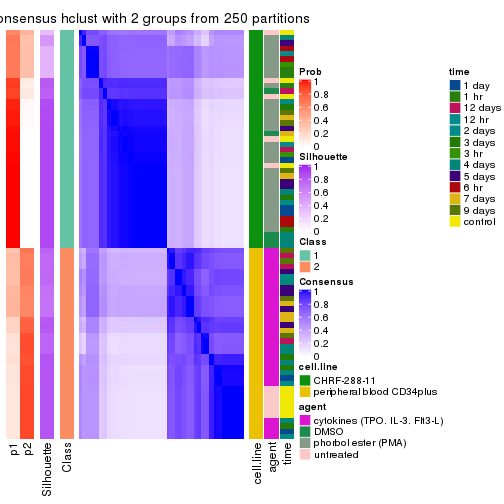 onsensus hclust with 2 groups from 250 partitions
Prob
1
0.8
0.6
0.4
0.2
0
Silhouette
1
0.8
0.6
0.4
0.2
0
Class
1
2
Consensus
1
0.8
0.6
0.4
0.2
0
cell.line
CHRF-288-11
peripheral blood CD34plus
agent
cytokines (TPO. IL-3. Flt3-L)
DMSO
phorbol ester (PMA)
untreated
time
1 day
1 hr
12 days
12 hr
2 days
3 days
3 hr
4 days
5 days
6 hr
7 days
9 days
control
p1
p2
Silhouette
Class
cell.line
agent
time